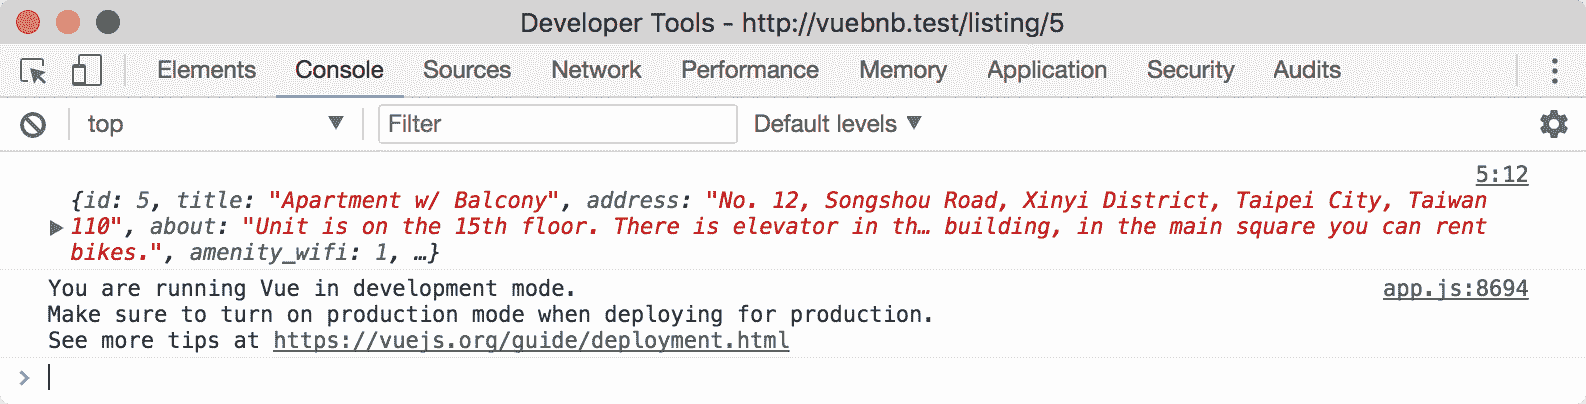 Developer Tools - http://vuebnb.test/listing/5
Elements Console Sources Network Performance Memory Application Security Audits
top Filter Default levels
5:12
{id: 5, title: "Apartment w/ Balcony", address: "No. 12, Songshou Road, Xinyi District, Taipei City, Taiwan
110", about: "Unit is on the 15th floor. There is elevator in th… building, in the main square you can rent
bikes.", amenity_wifi: 1, …}
You are running Vue in development mode. app.js:8694
Make sure to turn on production mode when deploying for production.
See more tips at https://vuejs.org/guide/deployment.html